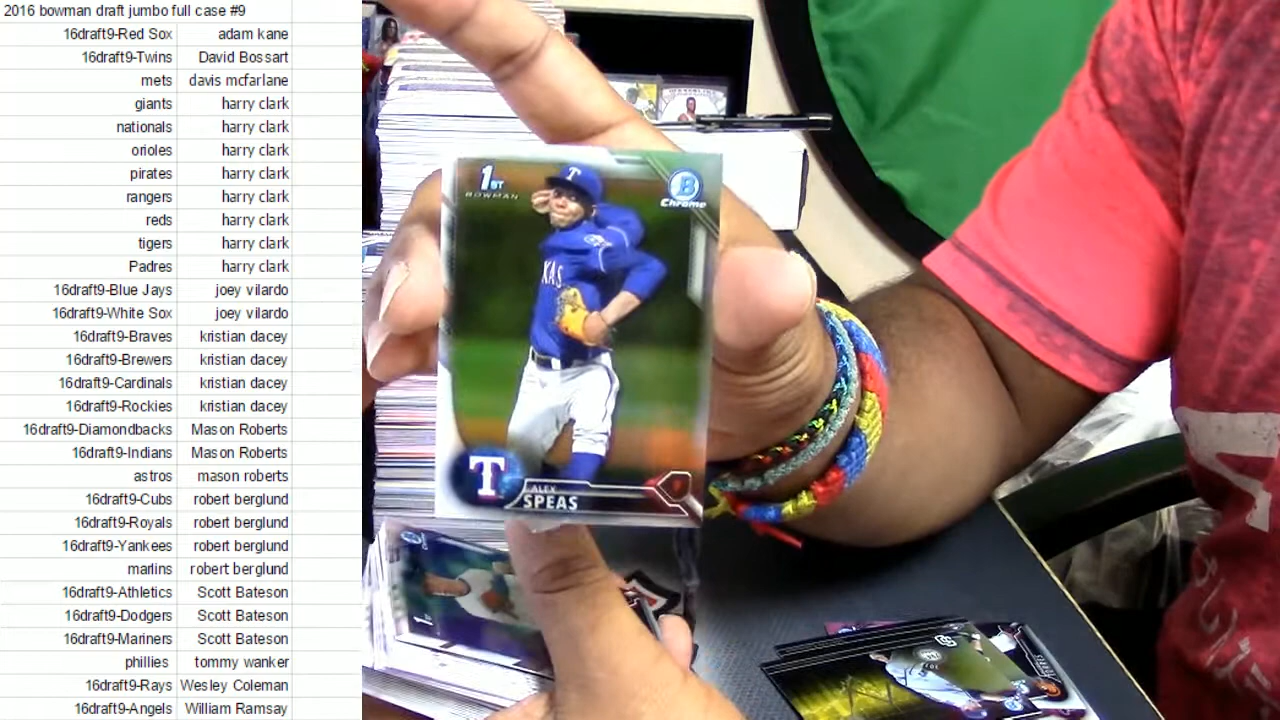 2016 bowman draft jumbo full case #9
16draft9-Red Sox adam kane
16draft9-Twins David Bossart
mets davis mcfarlane
giants harry clark
nationals harry clark
orioles harry clark
pirates harry clark
rangers harry clark
reds harry clark
tigers harry clark
Padres harry clark
16draft9-Blue Jays joey vilardo
16draft9-White Sox joey vilardo
16draft9-Braves kristian dacey
16draft9-Brewers kristian dacey
16draft9-Cardinals kristian dacey
16draft9-Rockies kristian dacey
16draft9-Diamondbacks Mason Roberts
16draft9-Indians Mason Roberts
astros mason roberts
16draft9-Cubs robert berglund
16draft9-Royals robert berglund
16draft9-Yankees robert berglund
marlins robert berglund
16draft9-Athletics Scott Bateson
16draft9-Dodgers Scott Bateson
16draft9-Mariners Scott Bateson
phillies tommy wanker
16draft9-Rays Wesley Coleman
16draft9-Angels William Ramsay
1ST
BOWMAN
B
Chrome
T
KAS
T
ALEX
SPEAS